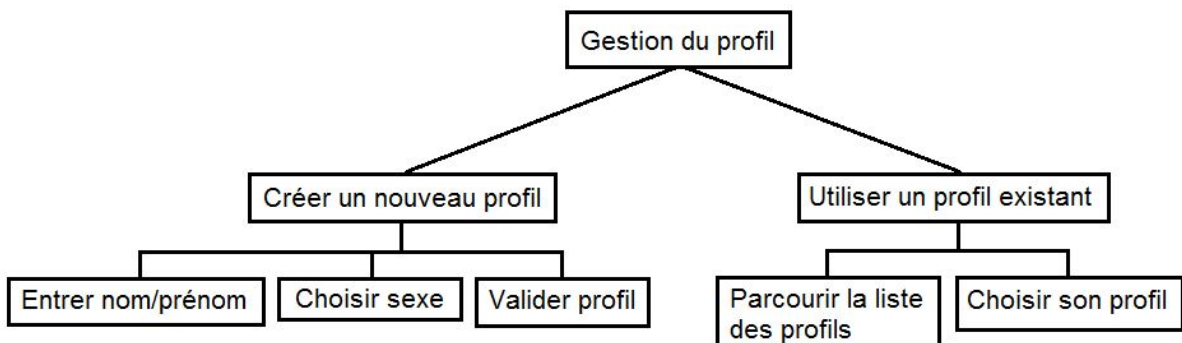 Gestion du profil
Créer un nouveau profil
Utiliser un profil existant
Entrer nom/prénom
Choisir sexe
Valider profil
Parcourir la liste
des profils
Choisir son profil